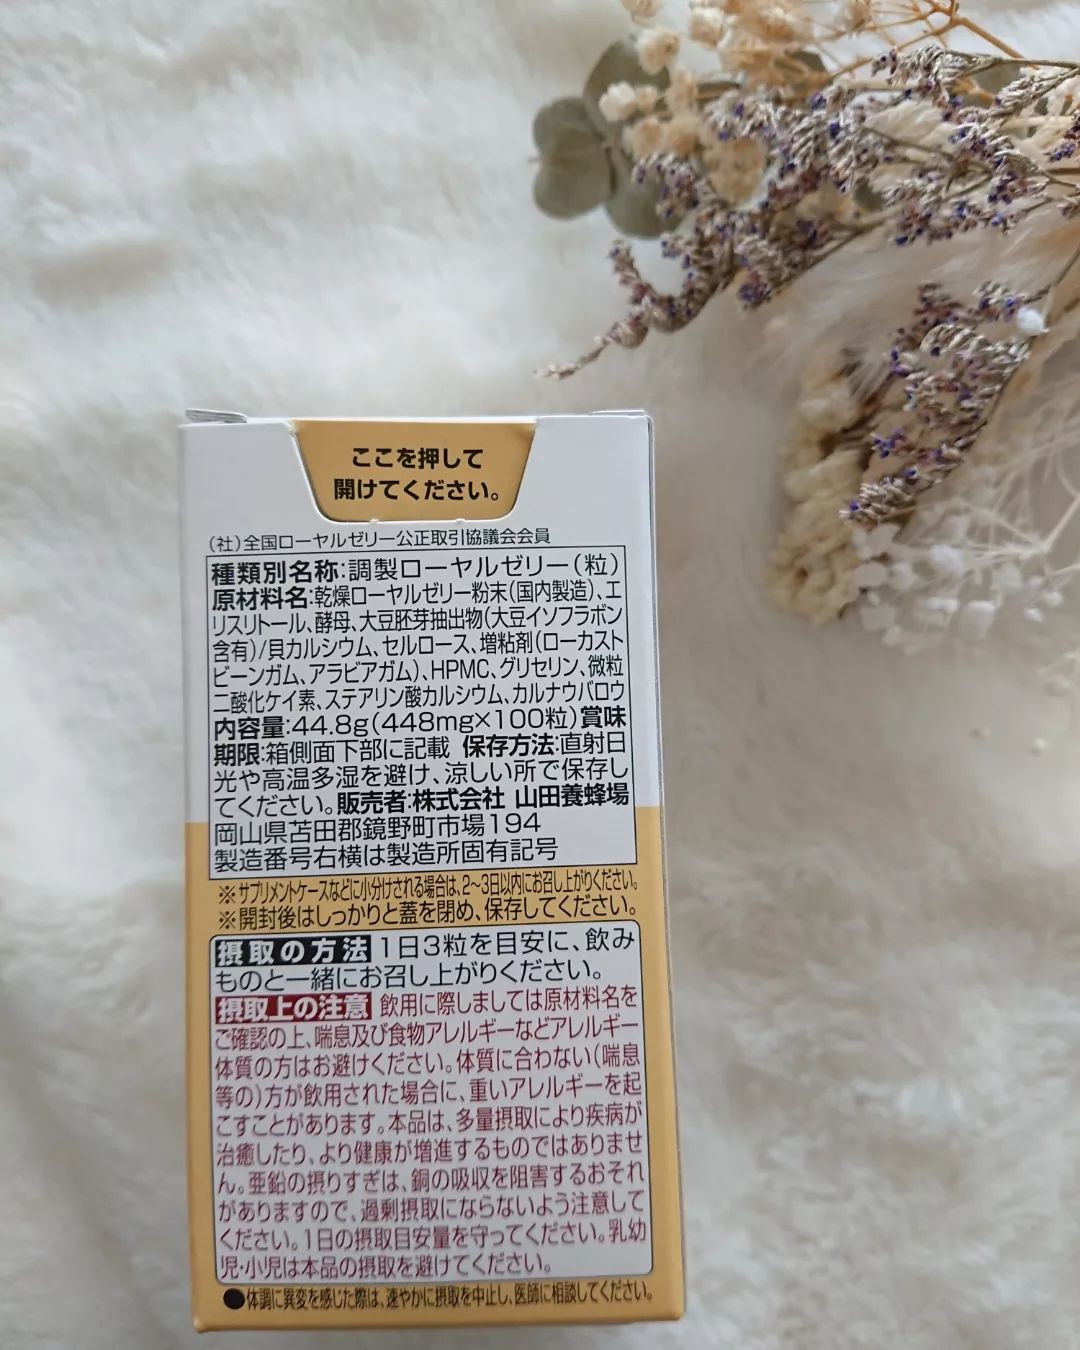 ここを押して
開けてください。
(社)全国ローヤルゼリー公正取引協議会会員
種類別名称:調製ローヤルゼリー(粒)
原材料名:乾燥ローヤルゼリー粉末(国内製造)、エ
リスリトール、酵母、大豆胚芽抽出物(大豆イソフラボン
含有)/貝カルシウム、セルロース、増粘剤(ローカスト
ビーンガム、アラビアガム)、HPMC、グリセリン、微粒
二酸化ケイ素、ステアリン酸カルシウム、カルナウバロウ
内容量:44.8g(448mg×100粒)賞味
期限:箱側面下部に記載 保存方法:直射日
光や高温多湿を避け、涼しい所で保存し
てください。販売者:株式会社 山田養蜂場
岡山県苫田郡鏡野町市場194
製造番号右横は製造所固有記号
※サプリメントケースなどに小分けされる場合は、2〜3日以内にお召し上がりください。
※開封後はしっかりと蓋を閉め、保存してください。
摂取の方法 1日3粒を目安に、飲み
ものと一緒にお召し上がりください。
摂取上の注意 飲用に際しましては原材料名を
ご確認の上、喘息及び食物アレルギーなどアレルギー
体質の方はお避けください。体質に合わない(喘息
等の)方が飲用された場合に、重いアレルギーを起
こすことがあります。本品は、多量摂取により疾病が
治癒したり、より健康が増進するものではありませ
ん。亜鉛の摂りすぎは、銅の吸収を阻害するおそれ
がありますので、過剰摂取にならないよう注意して
ください。1日の摂取目安量を守ってください。乳幼
児・小児は本品の摂取を避けてください。
●体調に異変を感じた際は、速やかに摂取を中止し、医師に相談してください。